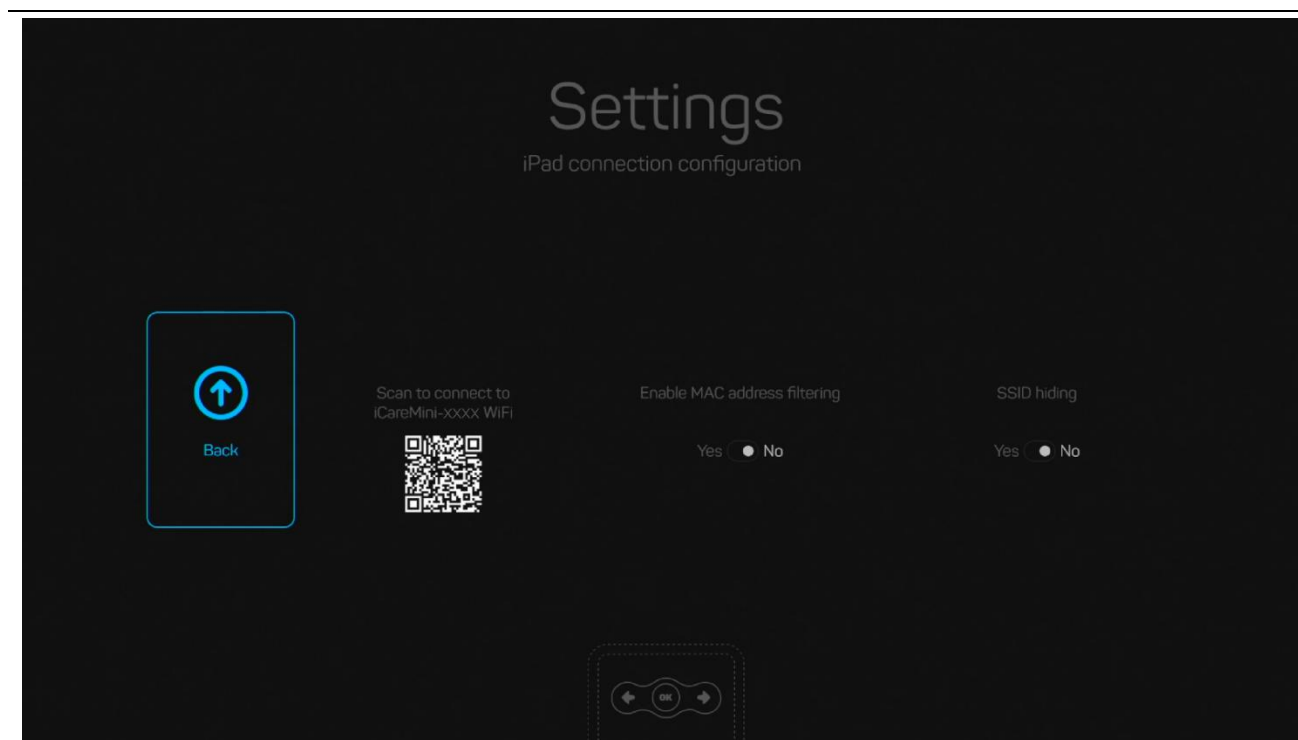 Settings
iPad connection configuration
Back
Scan to connect to
iCareMini-xxxx WiFi
Enable MAC address filtering
Yes No
SSID hiding
Yes No
OK